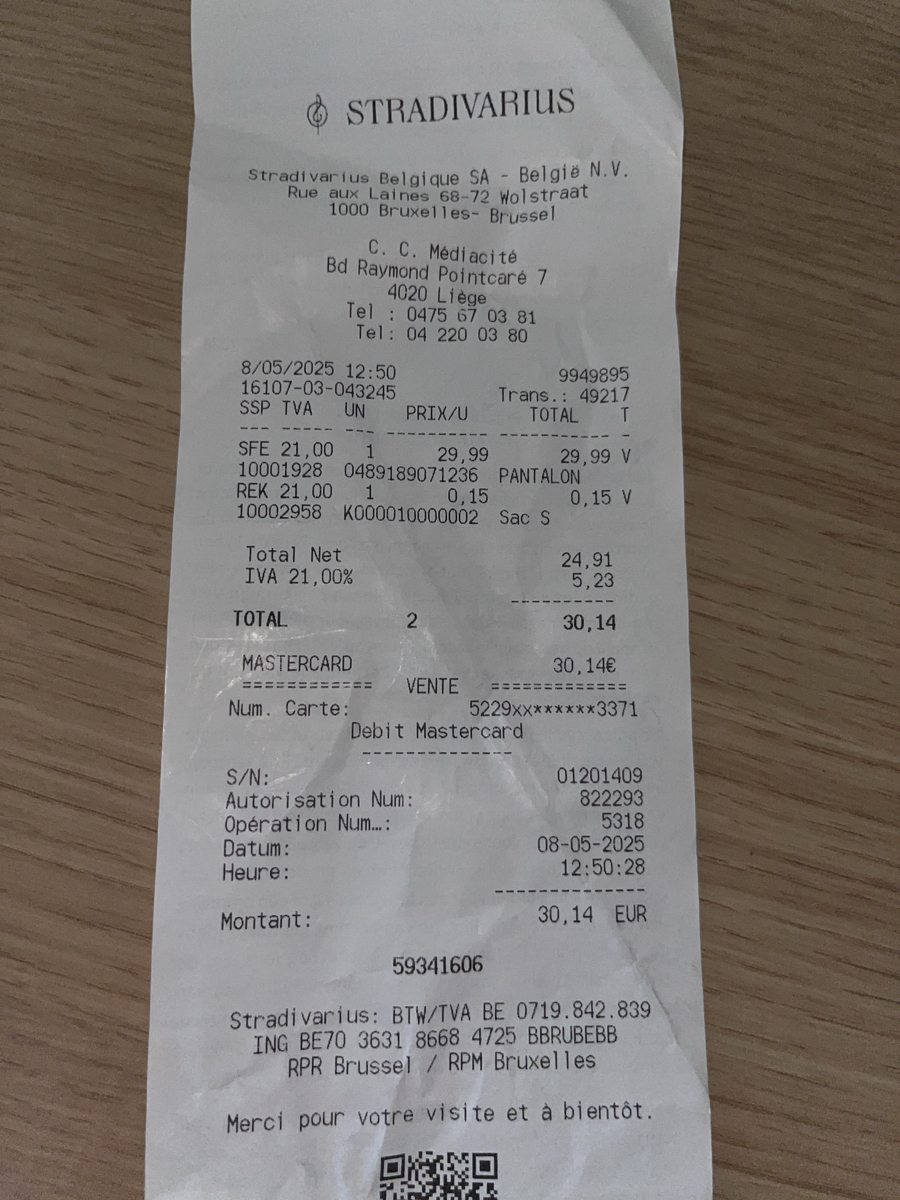 STRADIVARIUS
Stradivarius Belgique SA - België N.V.
Rue aux Laines 68-72 Wolstraat
1000 Bruxelles- Brussel
C. C. Médiacité
Bd Raymond Pointcaré 7
4020 Liège
Tel : 0475 67 03 81
Tel: 04 220 03 80
8/05/2025 12:50 9949895
16107-03-043245 Trans.: 49217
SSP TVA UN PRIX/U TOTAL T
--- ----- --- ---------- ----------- -
SFE 21,00 1 29,99 29,99 V
10001928 0489189071236 PANTALON
REK 21,00 1 0,15 0,15 V
10002958 K000010000002 Sac S
Total Net 24,91
IVA 21,00% 5,23
----------
TOTAL 2 30,14
MASTERCARD 30,14€
============ VENTE =============
Num. Carte: 5229xx******3371
Debit Mastercard
--------------
S/N: 01201409
Autorisation Num: 822293
Opération Num…: 5318
Datum: 08-05-2025
Heure: 12:50:28
--------------
Montant: 30,14 EUR
59341606
Stradivarius: BTW/TVA BE 0719.842.839
ING BE70 3631 8668 4725 BBRUBEBB
RPR Brussel / RPM Bruxelles
Merci pour votre visite et à bientôt.